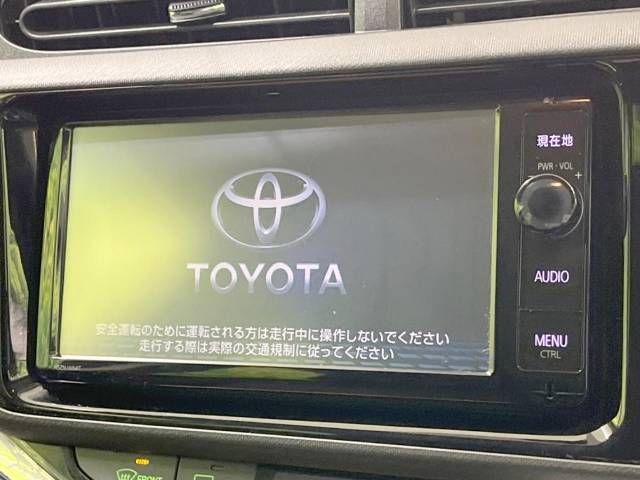 現在地
PWR・VOL
+
TOYOTA
AUDIO
安全運転のために運転される方は走行中に操作しないでください
走行する際は実際の交通規制に従ってください
MENU
CTRL
FRONT